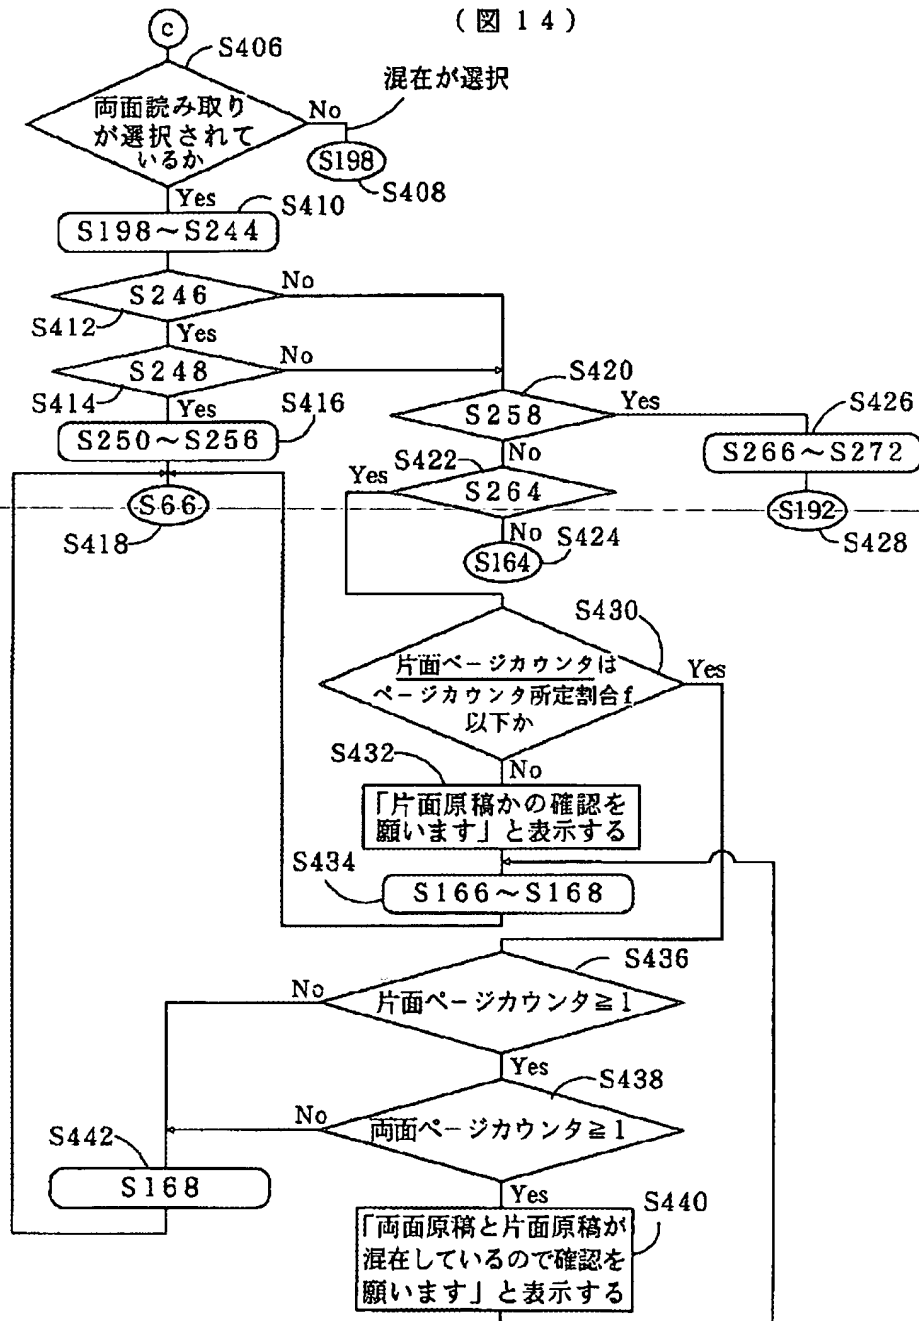 (図 14)
c
S406
混在が選択
両面読み取り
が選択されて
いるか
No
S198
S408
Yes
S410
S198～S244
S246
No
S412
Yes
S248
No
S414
Yes
S416
S250～S256
S420
S258
Yes
S426
S266～S272
No
S422
Yes
S264
S66
S418
S192
S428
No
S424
S164
S430
片面ページカウンタは
ページカウンタ所定割合f
以下か
Yes
S432
No
「片面原稿かの確認を
願います」と表示する
S434
S166～S168
S436
No
片面ページカウンタ≧1
Yes
S438
No
両面ページカウンタ≧1
S442
S168
Yes
S440
「両面原稿と片面原稿が
混在しているので確認を
願います」と表示する